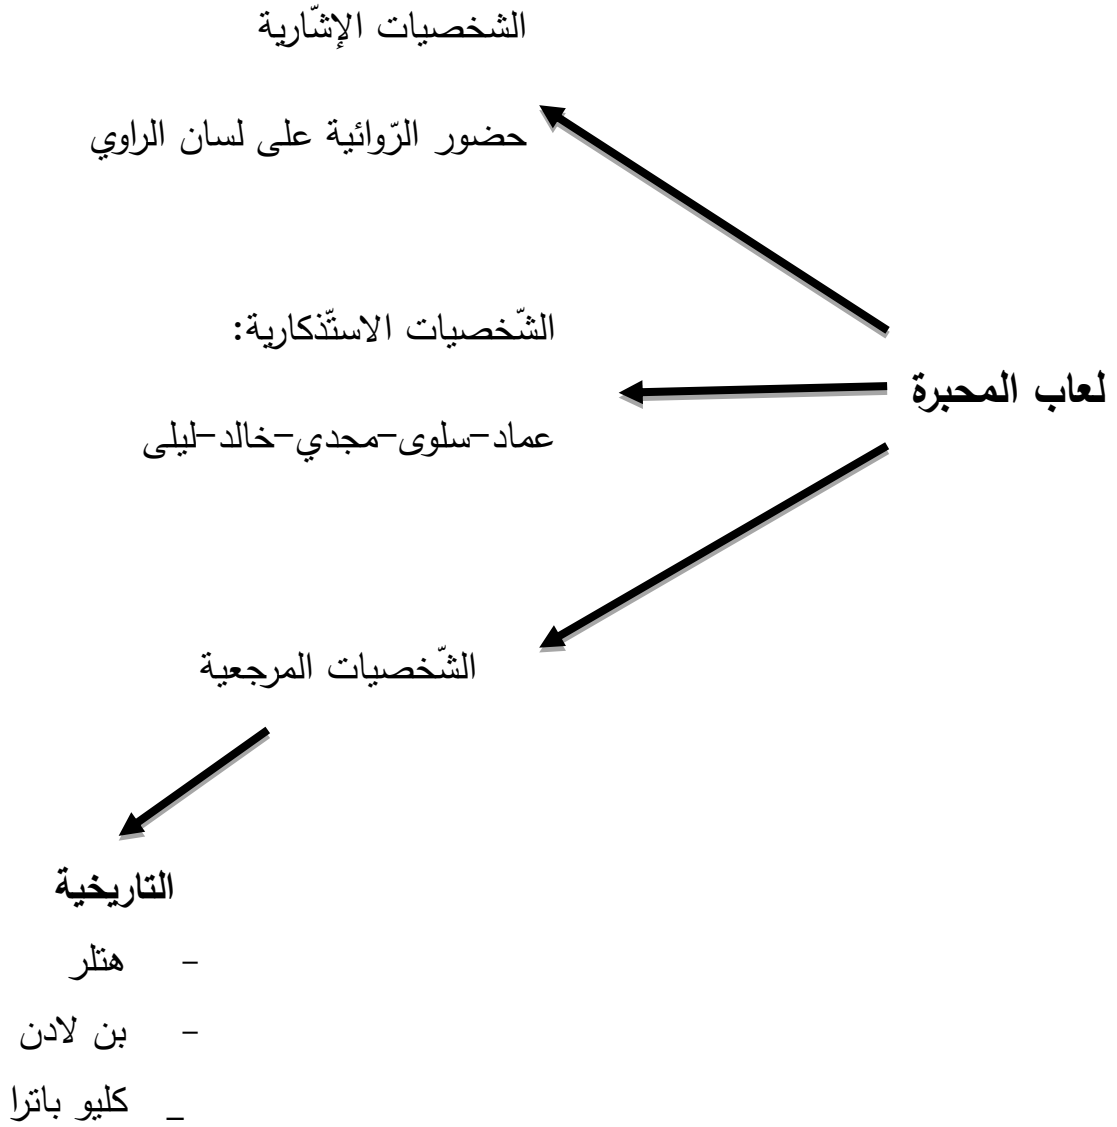 الشخصيات الإشّارية
حضور الرّوائية على لسان الراوي
الشّخصيات الاستّذكارية:
لعاب المحبرة
عماد-سلوى-مجدي-خالد-ليلى
الشّخصيات المرجعية
التاريخية
- هتلر
- بن لادن
_ كليو باترا